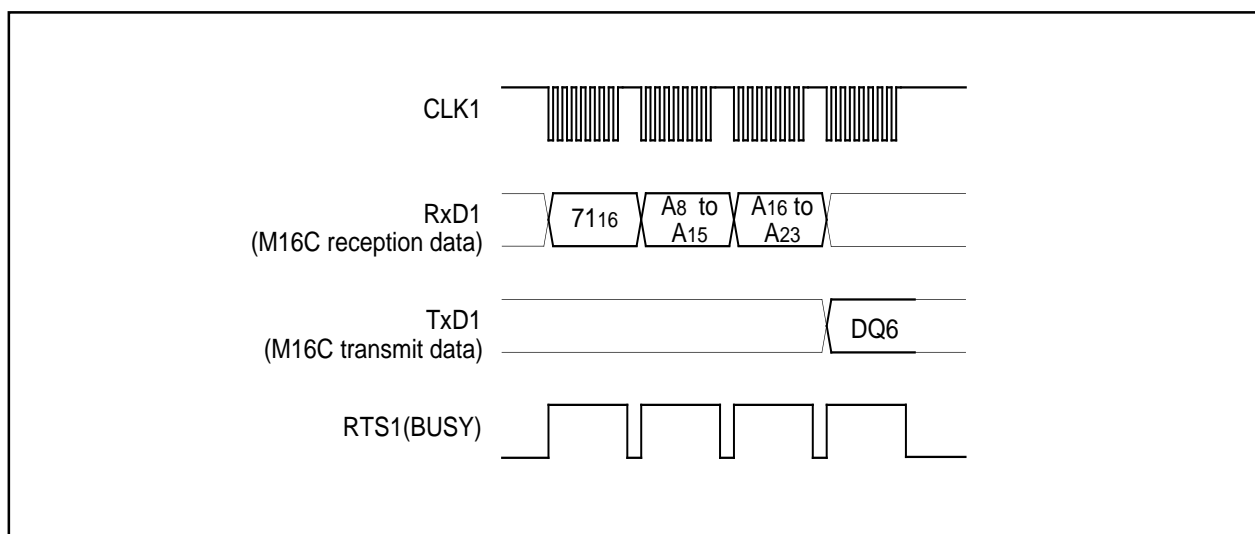 CLK1
RxD1
(M16C reception data)
7116
A8 to
A15
A16 to
A23
TxD1
(M16C transmit data)
DQ6
RTS1(BUSY)